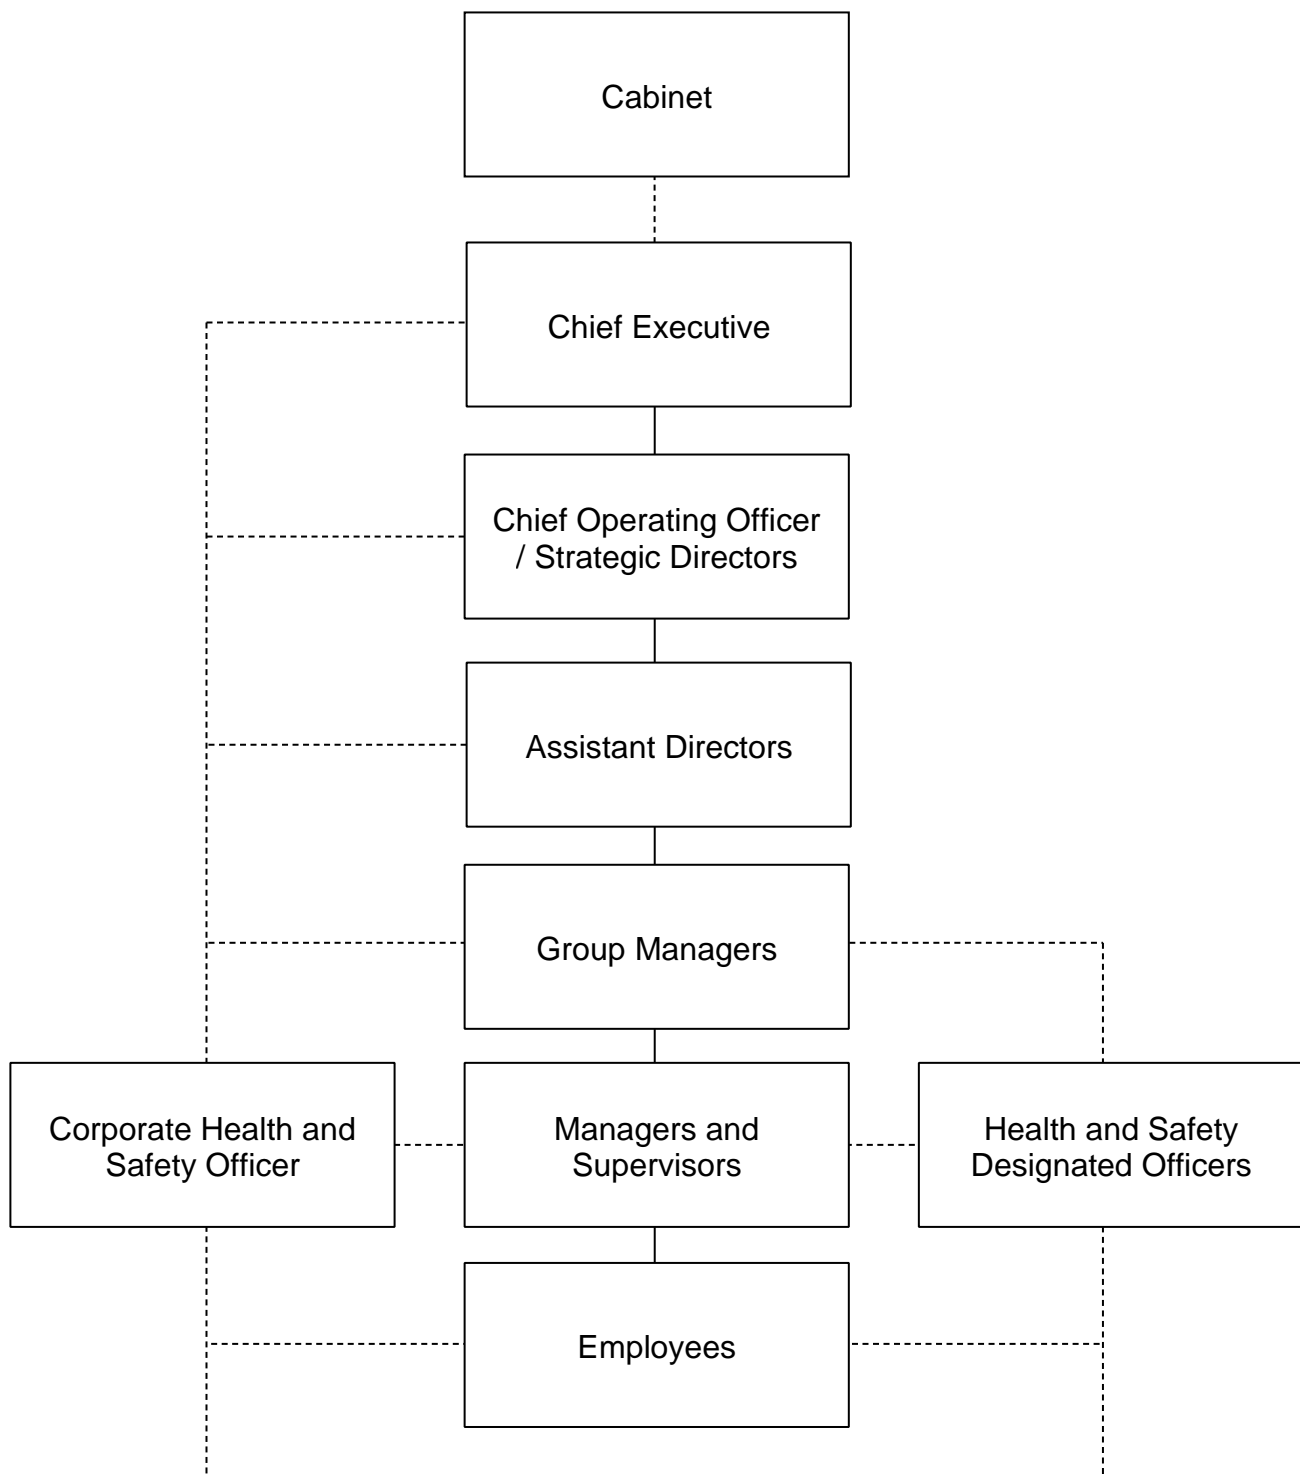 Cabinet
Chief Executive
Chief Operating Officer
/ Strategic Directors
Assistant Directors
Group Managers
Corporate Health and
Safety Officer
Managers and
Supervisors
Health and Safety
Designated Officers
Employees